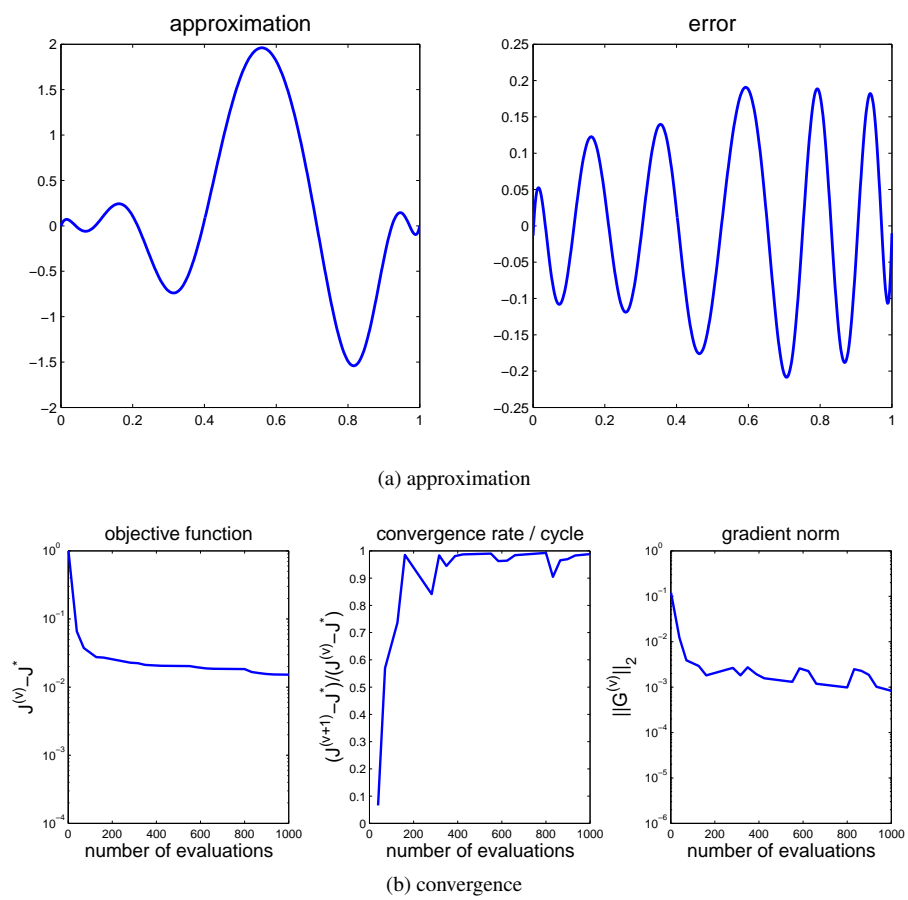 approximation
2
1.5
1
0.5
0
−0.5
−1
−1.5
−2
0 0.2 0.4 0.6 0.8 1
error
0.25
0.2
0.15
0.1
0.05
0
−0.05
−0.1
−0.15
−0.2
−0.25
0 0.2 0.4 0.6 0.8 1
(a) approximation
objective function
J^(v)−J^*
10^0
10^−1
10^−2
10^−3
10^−4
0 200 400 600 800 1000
number of evaluations
convergence rate / cycle
(J^(v+1)−J^*)/(J^(v)−J^*)
1
0.9
0.8
0.7
0.6
0.5
0.4
0.3
0.2
0.1
0
0 200 400 600 800 1000
number of evaluations
gradient norm
||G^(v)||_2
10^0
10^−1
10^−2
10^−3
10^−4
10^−5
10^−6
0 200 400 600 800 1000
number of evaluations
(b) convergence